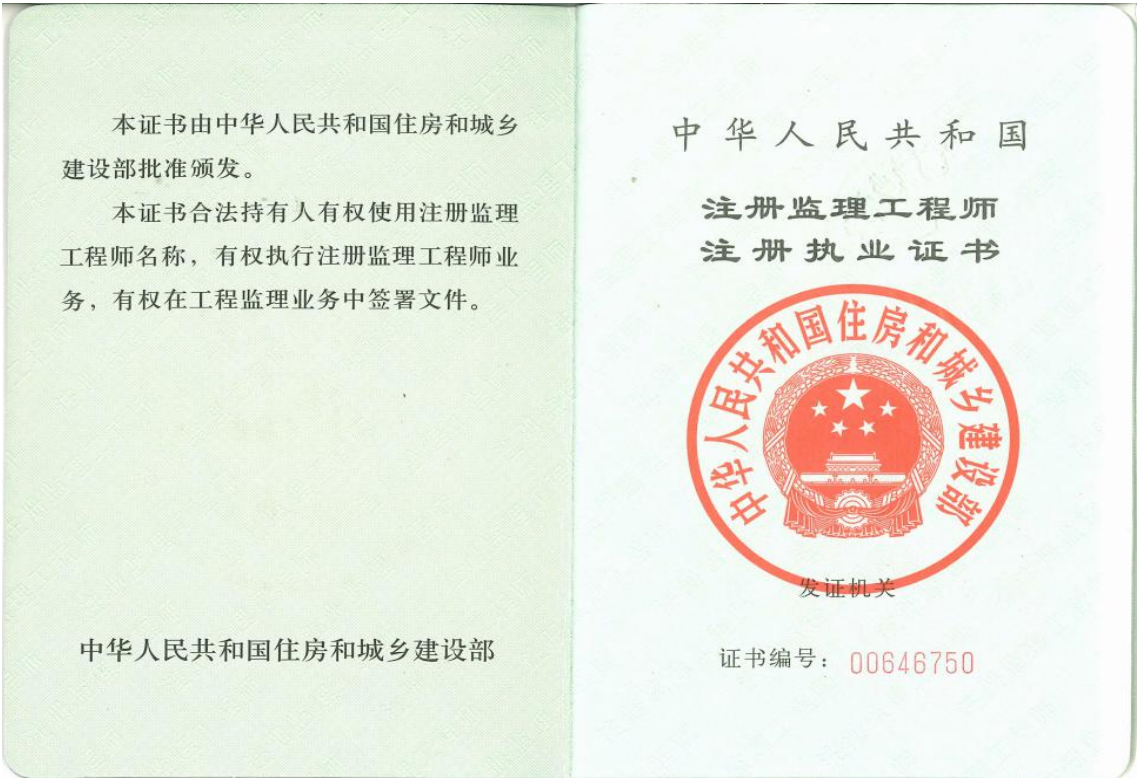 本证书由中华人民共和国住房和城乡
建设部批准颁发。
本证书合法持有人有权使用注册监理
工程师名称，有权执行注册监理工程师业
务，有权在工程监理业务中签署文件。
中华人民共和国住房和城乡建设部
中华人民共和国
注册监理工程师
注册执业证书
中华人民共和国住房和城乡建设部
发证机关
证书编号：00646750